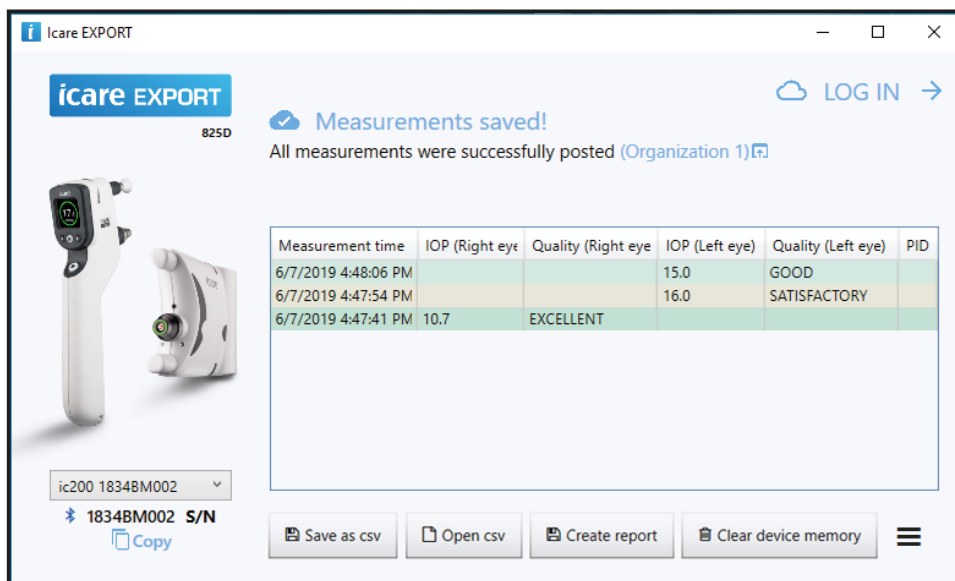 Icare EXPORT
icare EXPORT
825D
LOG IN
Measurements saved!
All measurements were successfully posted (Organization 1)
Measurement time IOP (Right eye Quality (Right eye IOP (Left eye) Quality (Left eye) PID
6/7/2019 4:48:06 PM 15.0 GOOD
6/7/2019 4:47:54 PM 16.0 SATISFACTORY
6/7/2019 4:47:41 PM 10.7 EXCELLENT
ic200 1834BM002
1834BM002 S/N
Copy
Save as csv Open csv Create report Clear device memory